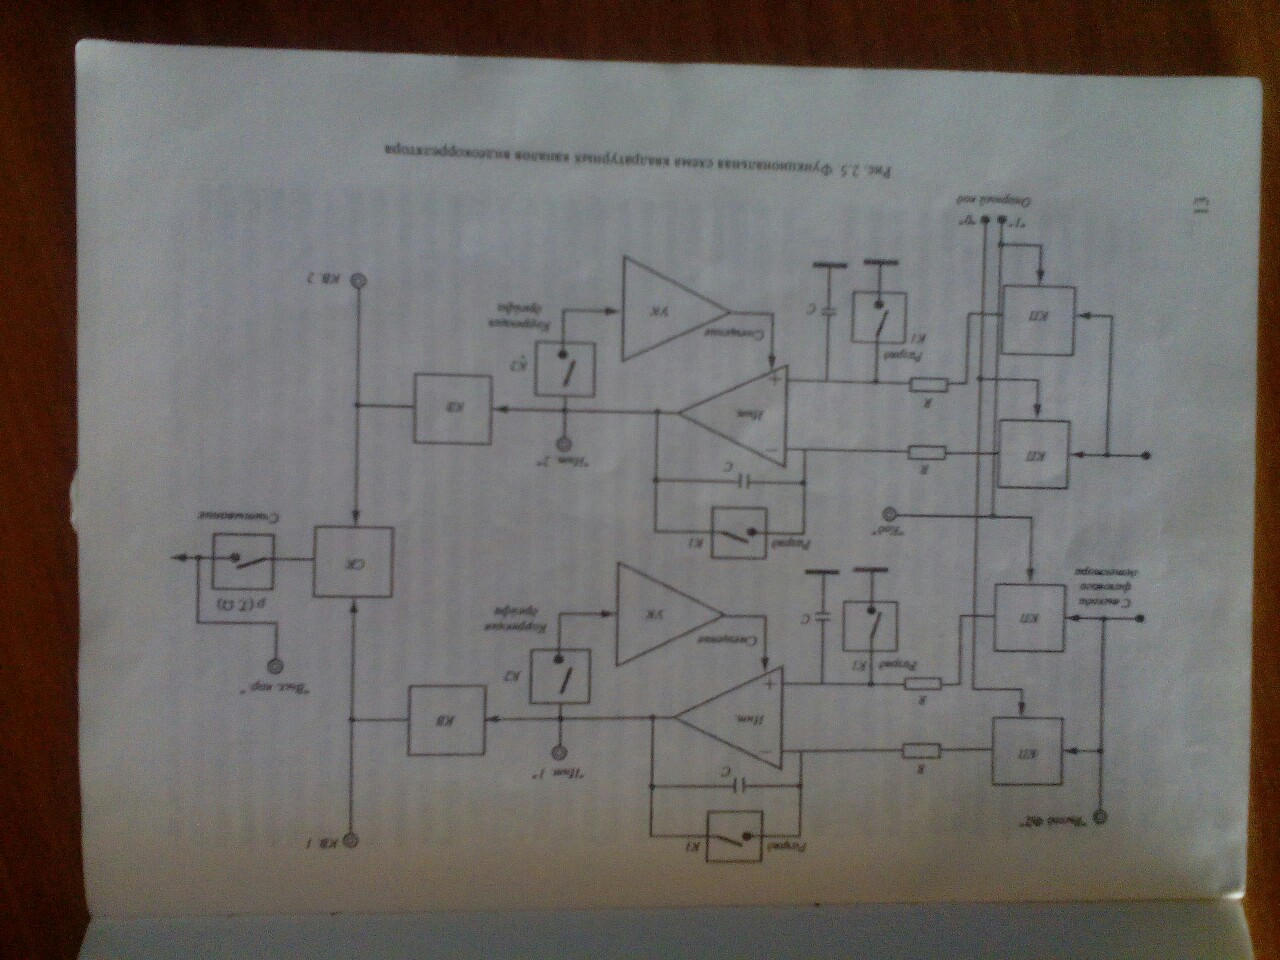 "Выход ФД"
Разряд
К1
КВ. 1
КП
R
С
"Инт. 1"
Инт.
КВ
"Вых. кор."
R
Разряд
К1
К2
Смещение
КП
С
УК
Коррекция
дрейфа
С выхода
фазового
детектора
ρ (T, Ω)
СК
Разряд
К1
"Код"
Считывание
КП
R
С
"Инт. 2"
Инт.
КВ
R
Разряд
К1
К2
Смещение
КП
С
УК
Коррекция
дрейфа
КВ. 2
"1"
"0"
Опорный код
13
Рис. 2.5. Функциональная схема квадратурных каналов видеокоррелятора